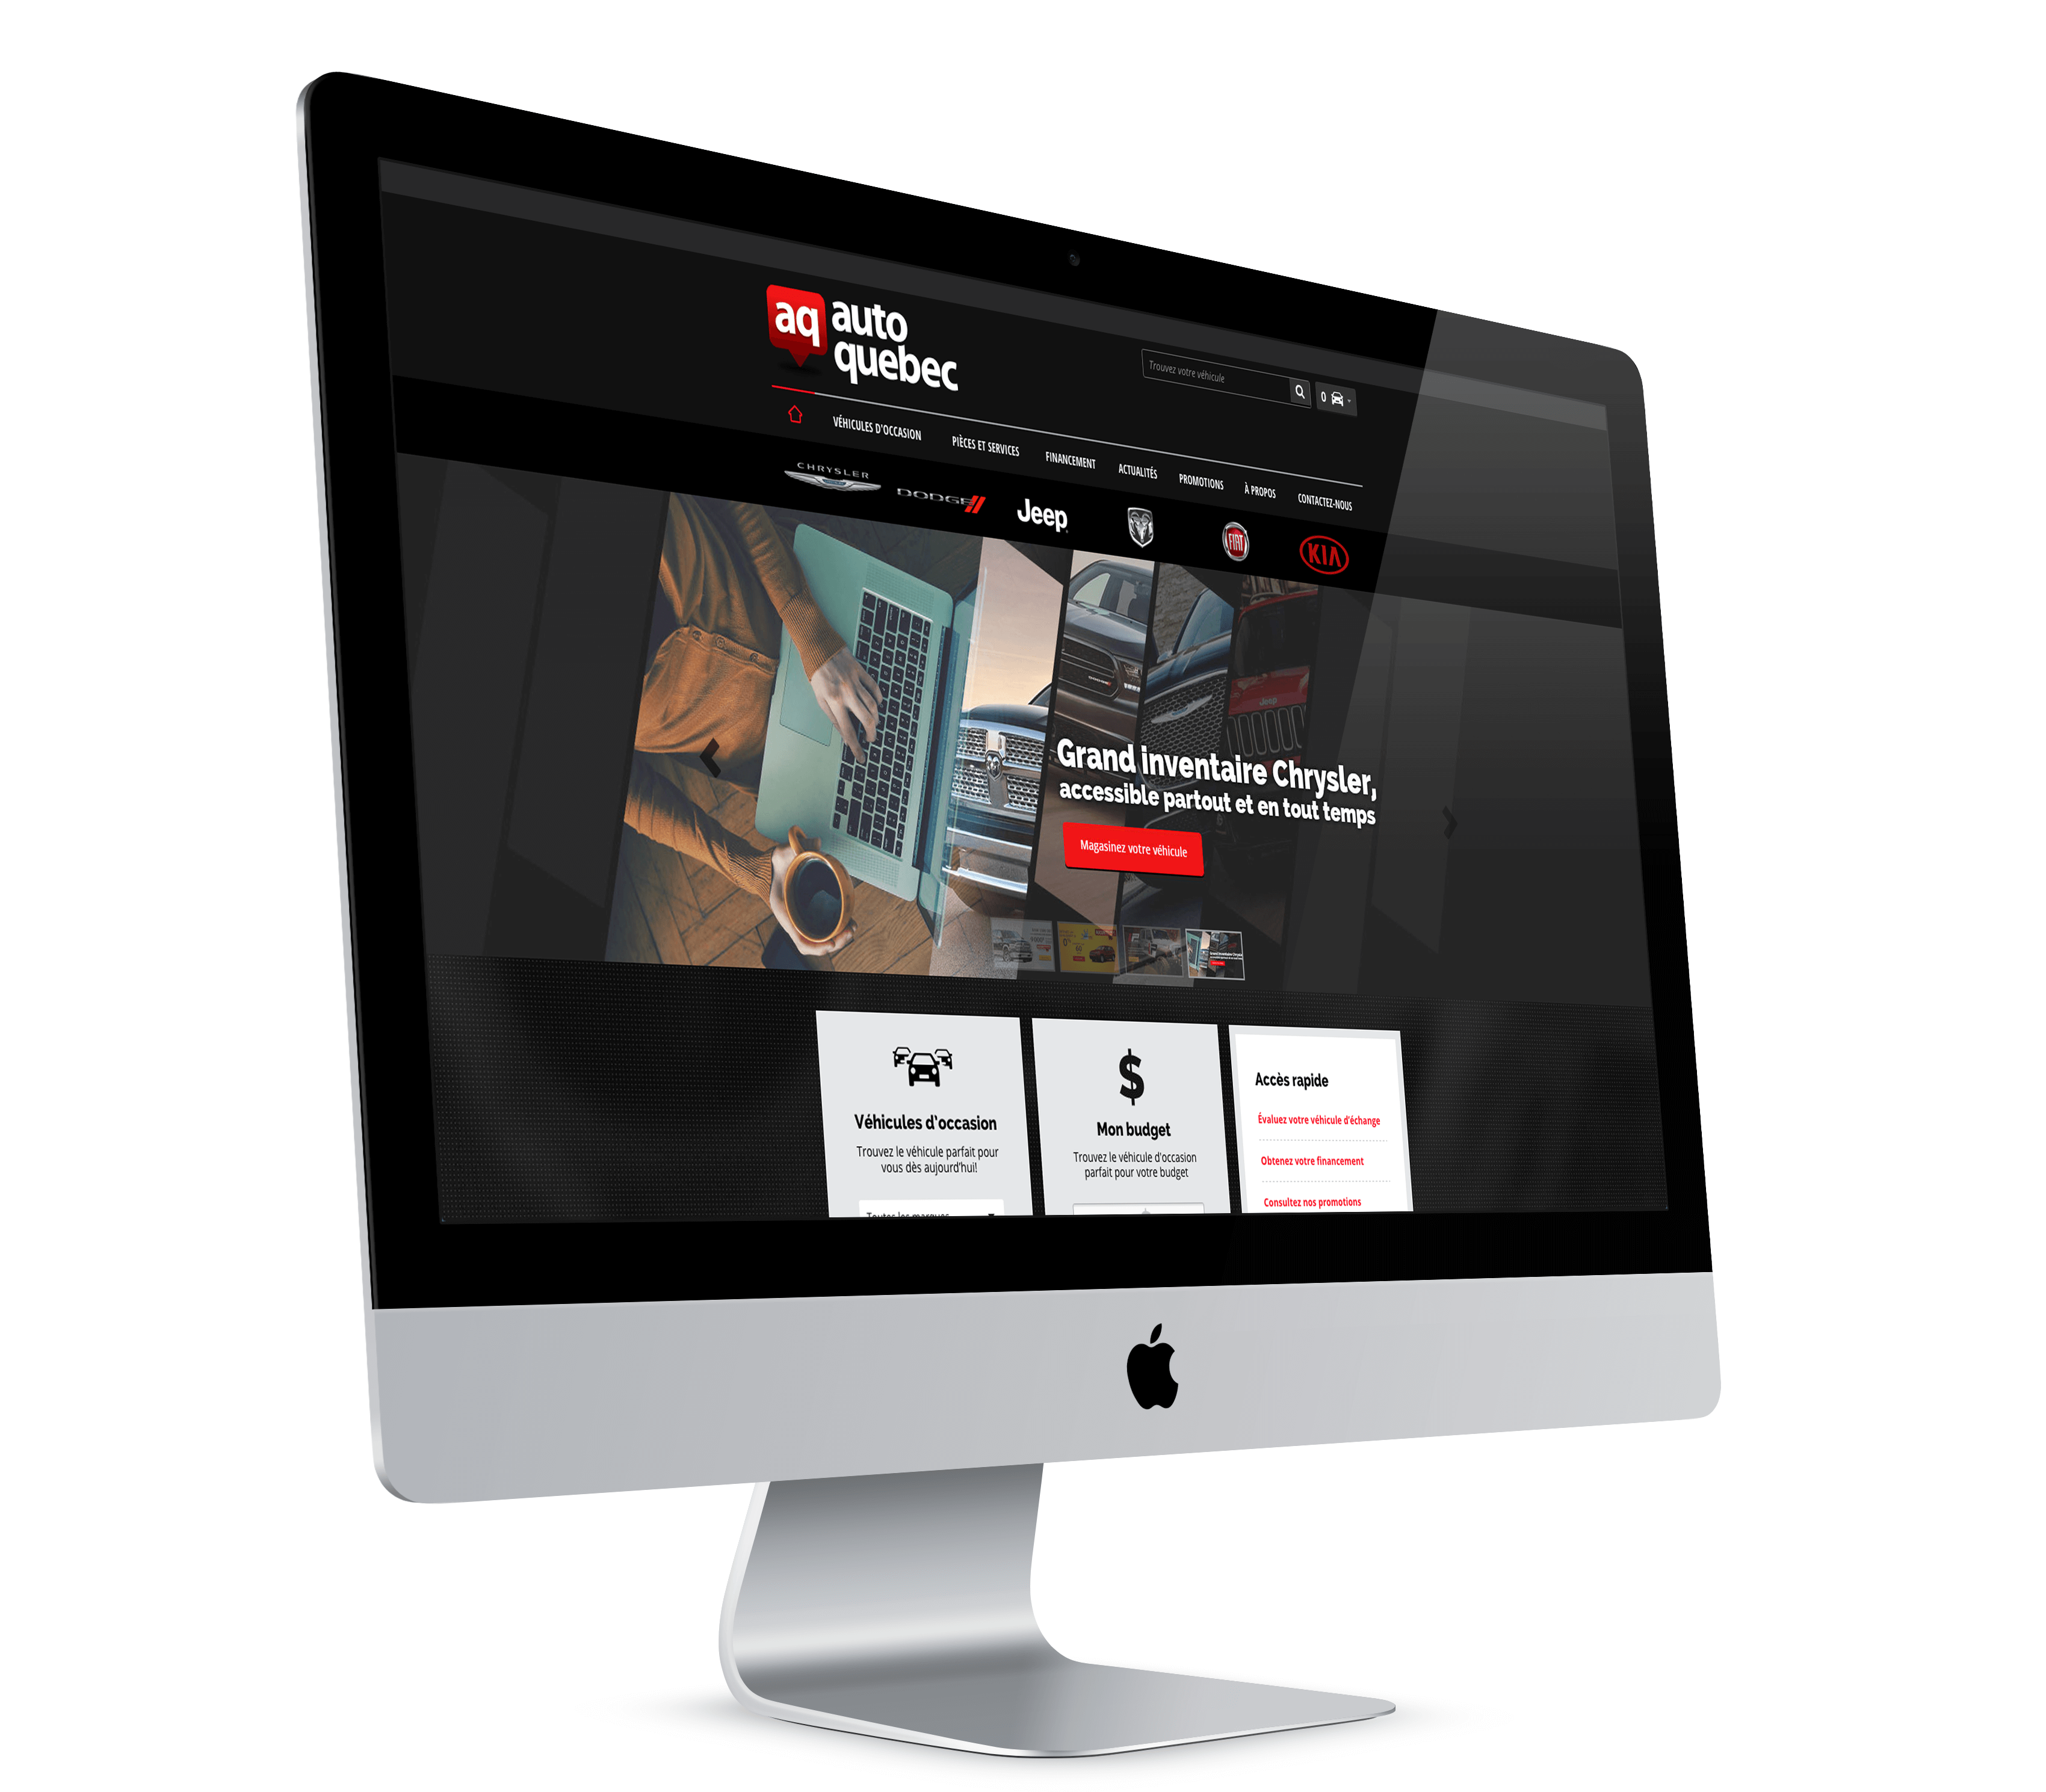 aq auto
quebec
Trouvez votre véhicule
0
VÉHICULES D'OCCASION PIÈCES ET SERVICES FINANCEMENT ACTUALITÉS PROMOTIONS À PROPOS CONTACTEZ-NOUS
CHRYSLER DODGE Jeep FIAT KIA
Jeep
Grand inventaire Chrysler,
accessible partout et en tout temps
Magasinez votre véhicule
Véhicules d'occasion
Trouvez le véhicule parfait pour
vous dès aujourd'hui!
Toutes les marques
$
Mon budget
Trouvez le véhicule d'occasion
parfait pour votre budget
Accès rapide
Évaluez votre véhicule d'échange
Obtenez votre financement
Consultez nos promotions